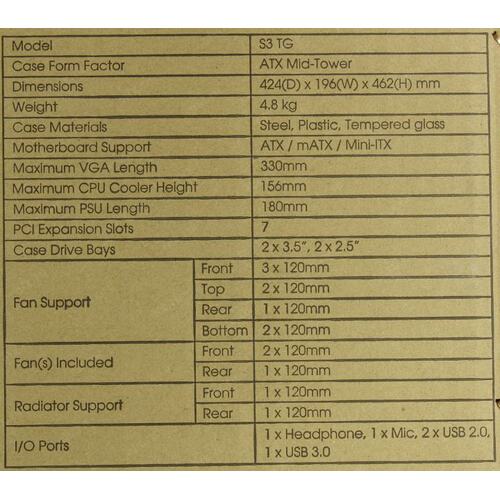 Model S3 TG
Case Form Factor ATX Mid-Tower
Dimensions 424(D) x 196(W) x 462(H) mm
Weight 4.8 kg
Case Materials Steel, Plastic, Tempered glass
Motherboard Support ATX / mATX / Mini-ITX
Maximum VGA Length 330mm
Maximum CPU Cooler Height 156mm
Maximum PSU Length 180mm
PCI Expansion Slots 7
Case Drive Bays 2 x 3.5", 2 x 2.5"
Fan Support Front 3 x 120mm
Top 2 x 120mm
Rear 1 x 120mm
Bottom 2 x 120mm
Fan(s) Included Front 2 x 120mm
Rear 1 x 120mm
Radiator Support Front 1 x 120mm
Rear 1 x 120mm
I/O Ports 1 x Headphone, 1 x Mic, 2 x USB 2.0,
1 x USB 3.0